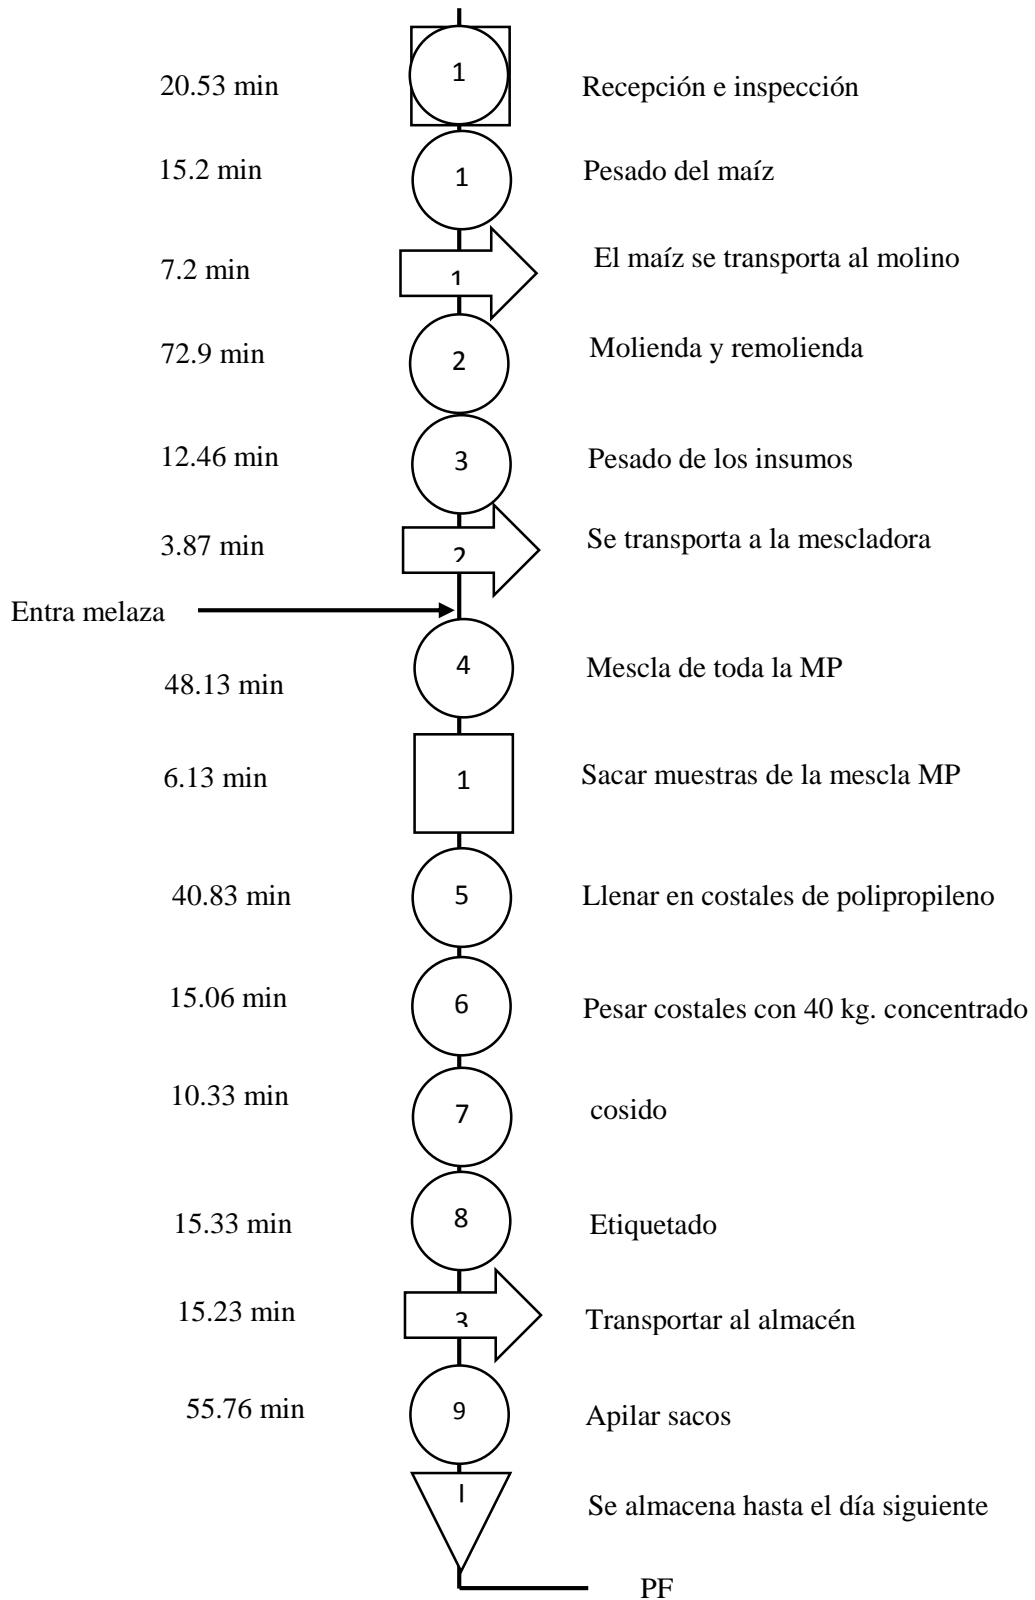 20.53 min 1 Recepción e inspección
15.2 min 1 Pesado del maíz
7.2 min 1 El maíz se transporta al molino
72.9 min 2 Molienda y remolienda
12.46 min 3 Pesado de los insumos
3.87 min 2 Se transporta a la mescladora
Entra melaza
48.13 min 4 Mescla de toda la MP
6.13 min 1 Sacar muestras de la mescla MP
40.83 min 5 Llenar en costales de polipropileno
15.06 min 6 Pesar costales con 40 kg. concentrado
10.33 min 7 cosido
15.33 min 8 Etiquetado
15.23 min 3 Transportar al almacén
55.76 min 9 Apilar sacos
I Se almacena hasta el día siguiente
PF